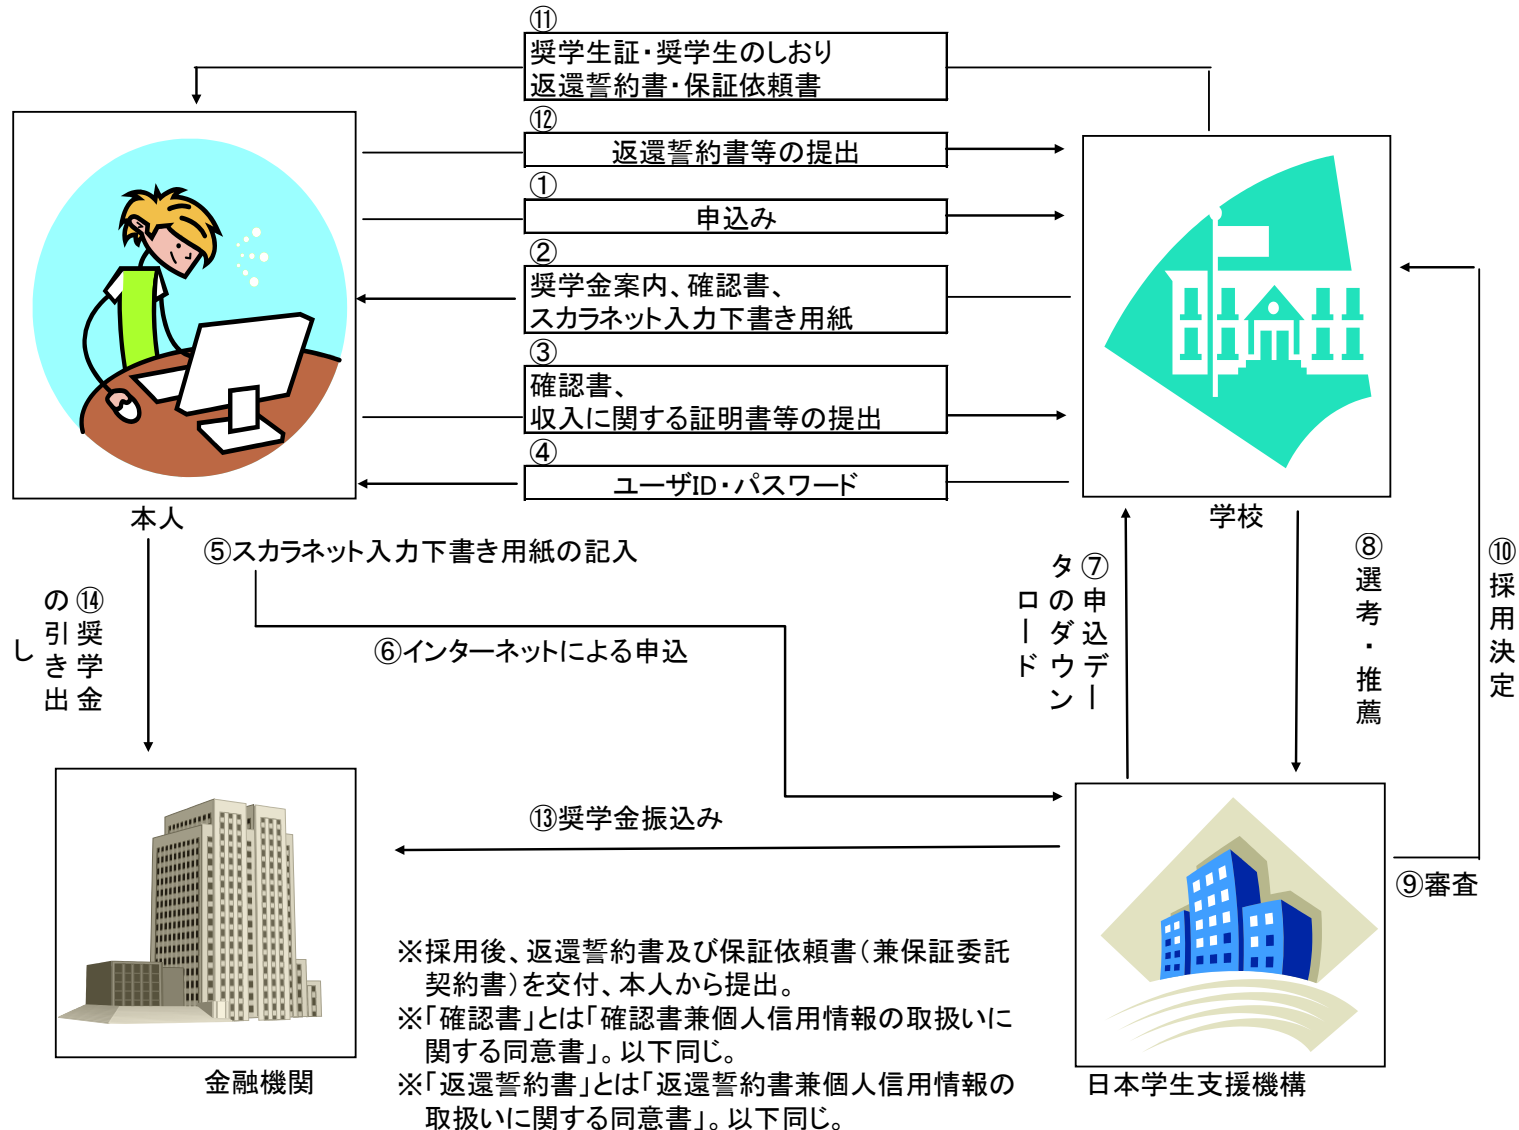 ⑪
奨学生証・奨学生のしおり
返還誓約書・保証依頼書
⑫
返還誓約書等の提出
①
申込み
②
奨学金案内、確認書、
スカラネット入力下書き用紙
③
確認書、
収入に関する証明書等の提出
④
ユーザID・パスワード
本人
学校
⑤スカラネット入力下書き用紙の記入
⑥インターネットによる申込
⑦申込デー
タのダウン
ロード
⑧選考・推薦
⑩採用決定
⑭奨学金
の引き出
し
⑬奨学金振込み
⑨審査
※採用後、返還誓約書及び保証依頼書（兼保証委託
契約書）を交付、本人から提出。
※「確認書」とは「確認書兼個人信用情報の取扱いに
関する同意書」。以下同じ。
※「返還誓約書」とは「返還誓約書兼個人信用情報の
取扱いに関する同意書」。以下同じ。
金融機関
日本学生支援機構